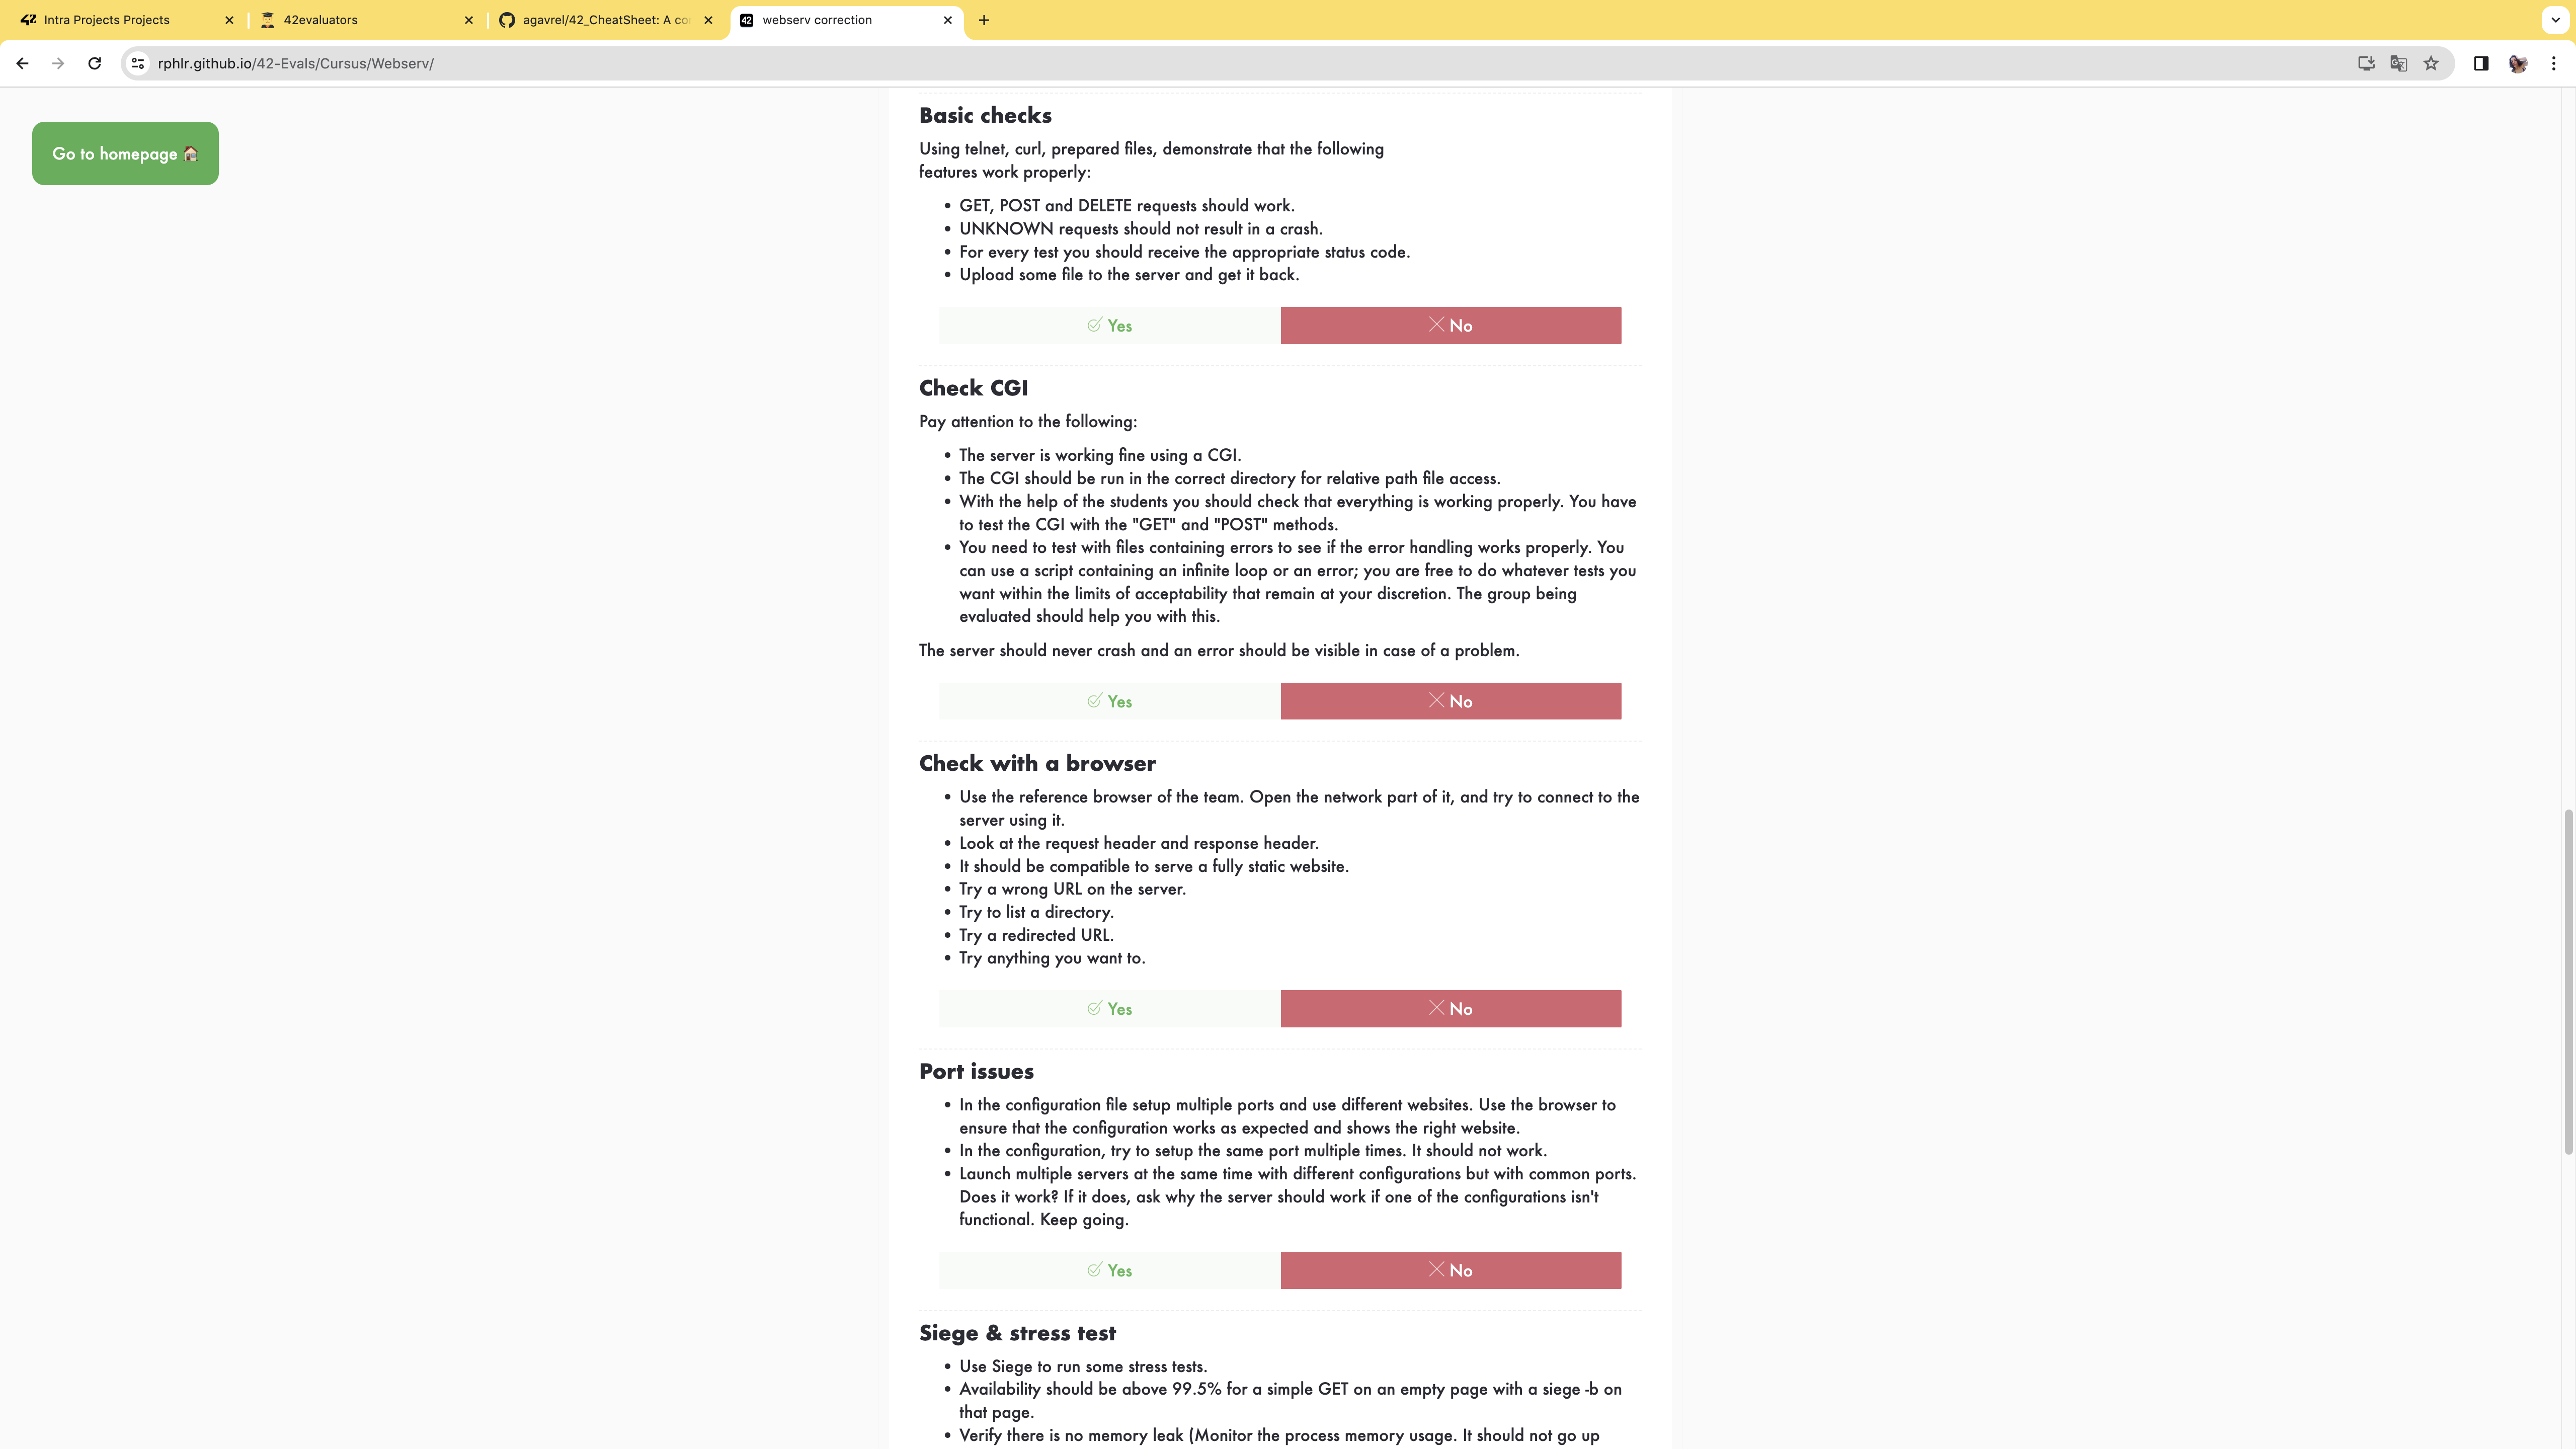 Intra Projects Projects
42evaluators
agavrel/42_CheatSheet: A co
webserv correction
rphlr.github.io/42-Evals/Cursus/Webserv/
Go to homepage
Basic checks
Using telnet, curl, prepared files, demonstrate that the following
features work properly:
GET, POST and DELETE requests should work.
UNKNOWN requests should not result in a crash.
For every test you should receive the appropriate status code.
Upload some file to the server and get it back.
Yes
No
Check CGI
Pay attention to the following:
The server is working fine using a CGI.
The CGI should be run in the correct directory for relative path file access.
With the help of the students you should check that everything is working properly. You have
to test the CGI with the "GET" and "POST" methods.
You need to test with files containing errors to see if the error handling works properly. You
can use a script containing an infinite loop or an error; you are free to do whatever tests you
want within the limits of acceptability that remain at your discretion. The group being
evaluated should help you with this.
The server should never crash and an error should be visible in case of a problem.
Yes
No
Check with a browser
Use the reference browser of the team. Open the network part of it, and try to connect to the
server using it.
Look at the request header and response header.
It should be compatible to serve a fully static website.
Try a wrong URL on the server.
Try to list a directory.
Try a redirected URL.
Try anything you want to.
Yes
No
Port issues
In the configuration file setup multiple ports and use different websites. Use the browser to
ensure that the configuration works as expected and shows the right website.
In the configuration, try to setup the same port multiple times. It should not work.
Launch multiple servers at the same time with different configurations but with common ports.
Does it work? If it does, ask why the server should work if one of the configurations isn't
functional. Keep going.
Yes
No
Siege & stress test
Use Siege to run some stress tests.
Availability should be above 99.5% for a simple GET on an empty page with a siege -b on
that page.
Verify there is no memory leak (Monitor the process memory usage. It should not go up